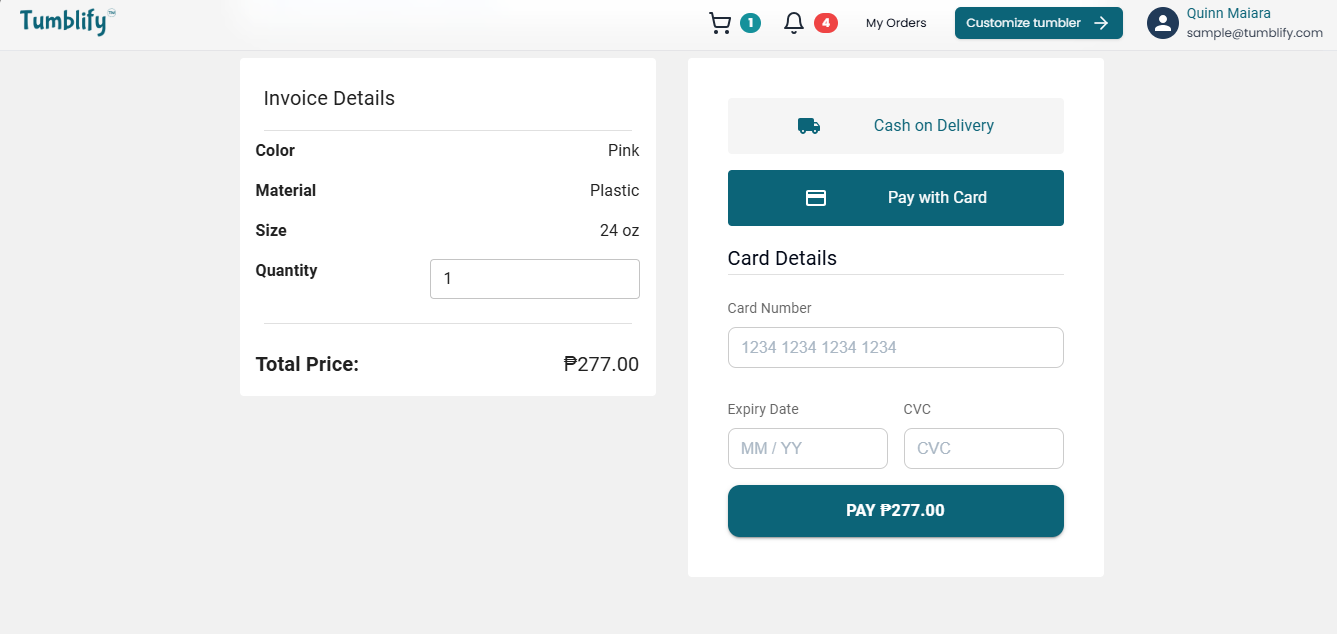 Tumblify™
1
4
My Orders
Customize tumbler
Quinn Maiara
sample@tumblify.com
Invoice Details
Color Pink
Material Plastic
Size 24 oz
Quantity 1
Total Price: ₱277.00
Cash on Delivery
Pay with Card
Card Details
Card Number
1234 1234 1234 1234
Expiry Date CVC
MM / YY CVC
PAY ₱277.00